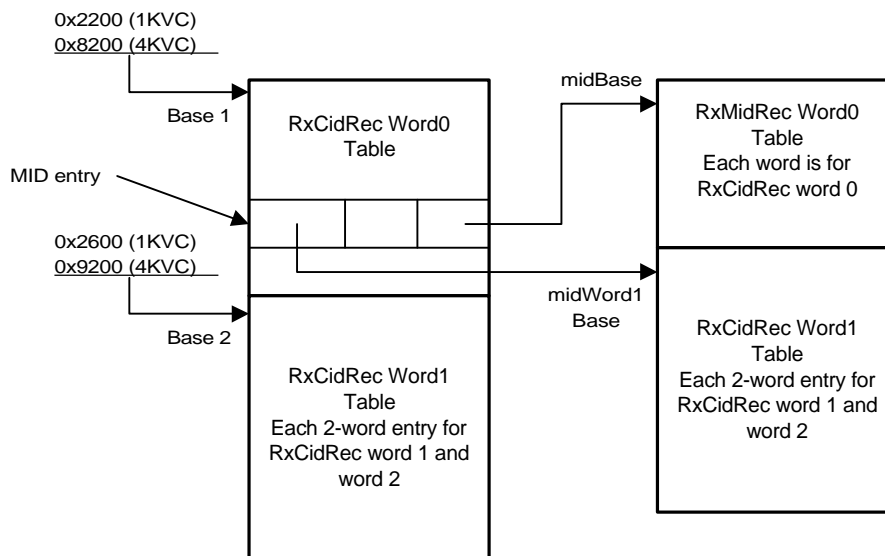 0x2200 (1KVC)
0x8200 (4KVC)
Base 1
MID entry
0x2600 (1KVC)
0x9200 (4KVC)
Base 2
RxCidRec Word0
Table
RxCidRec Word1
Table
Each 2-word entry for
RxCidRec word 1 and
word 2
midBase
midWord1
Base
RxMidRec Word0
Table
Each word is for
RxCidRec word 0
RxCidRec Word1
Table
Each 2-word entry for
RxCidRec word 1 and
word 2